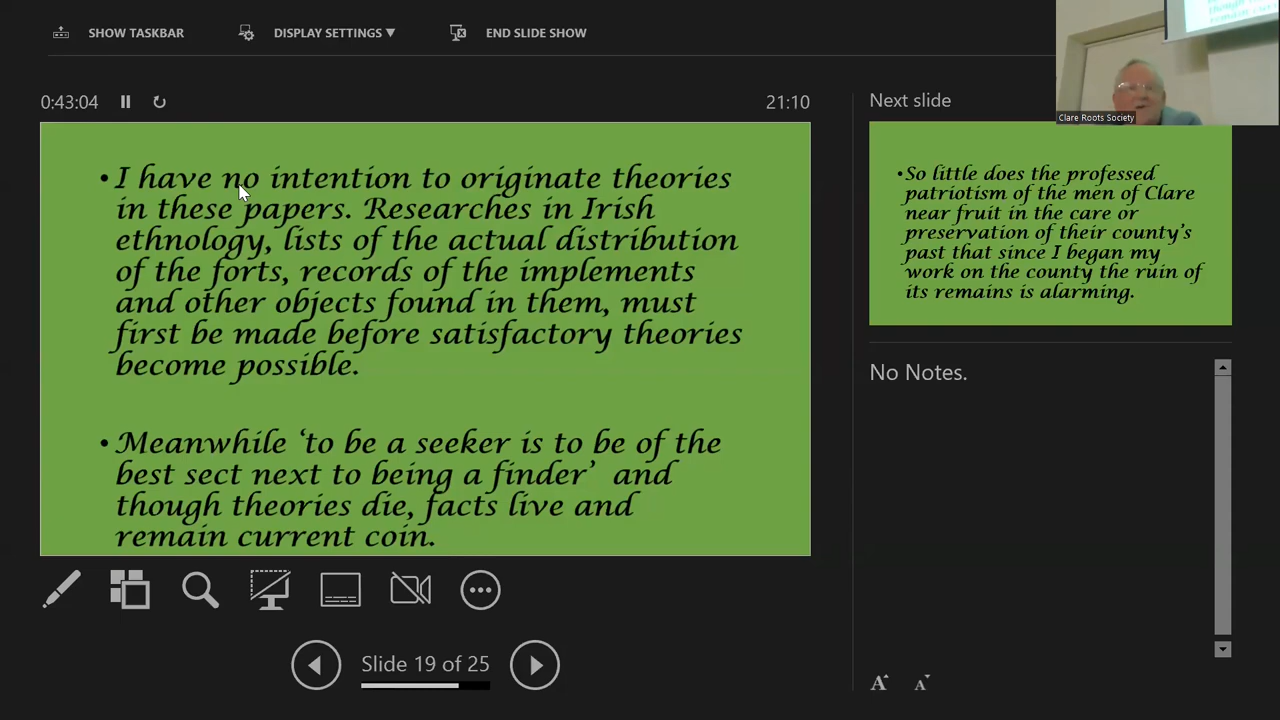 SHOW TASKBAR
DISPLAY SETTINGS ▼
END SLIDE SHOW
0:43:04
21:10
• I have no intention to originate theories
in these papers. Researches in Irish
ethnology, lists of the actual distribution
of the forts, records of the implements
and other objects found in them, must
first be made before satisfactory theories
become possible.
• Meanwhile ‘to be a seeker is to be of the
best sect next to being a finder’ and
though theories die, facts live and
remain current coin.
Slide 19 of 25
Next slide
• So little does the professed
patriotism of the men of Clare
near fruit in the care or
preservation of their county's
past that since I began my
work on the county the ruin of
its remains is alarming.
No Notes.
A A
Clare Roots Society